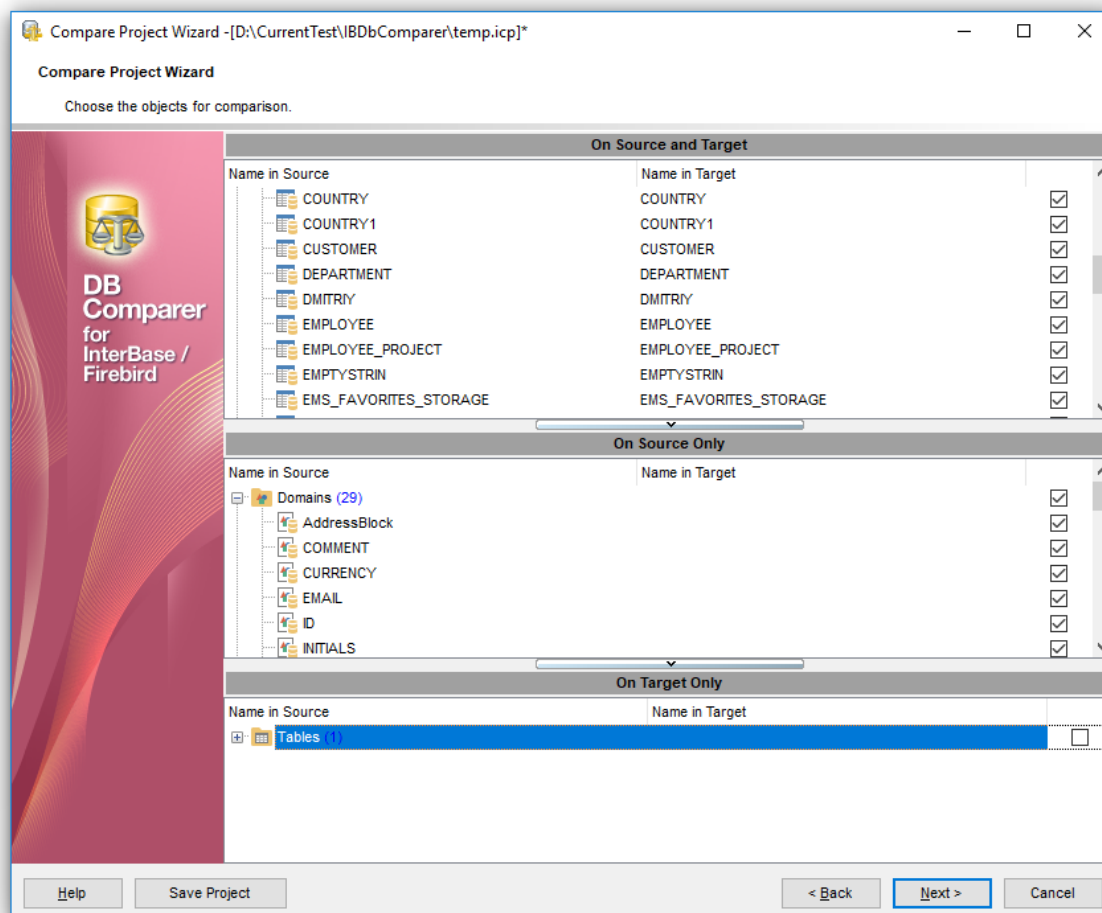 Compare Project Wizard -[D:\CurrentTest\IBDbComparer\temp.icp]*
Compare Project Wizard
Choose the objects for comparison.
DB
Comparer
for
InterBase /
Firebird
On Source and Target
Name in Source Name in Target
COUNTRY COUNTRY
COUNTRY1 COUNTRY1
CUSTOMER CUSTOMER
DEPARTMENT DEPARTMENT
DMITRIY DMITRIY
EMPLOYEE EMPLOYEE
EMPLOYEE_PROJECT EMPLOYEE_PROJECT
EMPTYSTRIN EMPTYSTRIN
EMS_FAVORITES_STORAGE EMS_FAVORITES_STORAGE
On Source Only
Name in Source Name in Target
Domains (29)
AddressBlock
COMMENT
CURRENCY
EMAIL
ID
INITIALS
On Target Only
Name in Source Name in Target
Tables (1)
Help Save Project < Back Next > Cancel